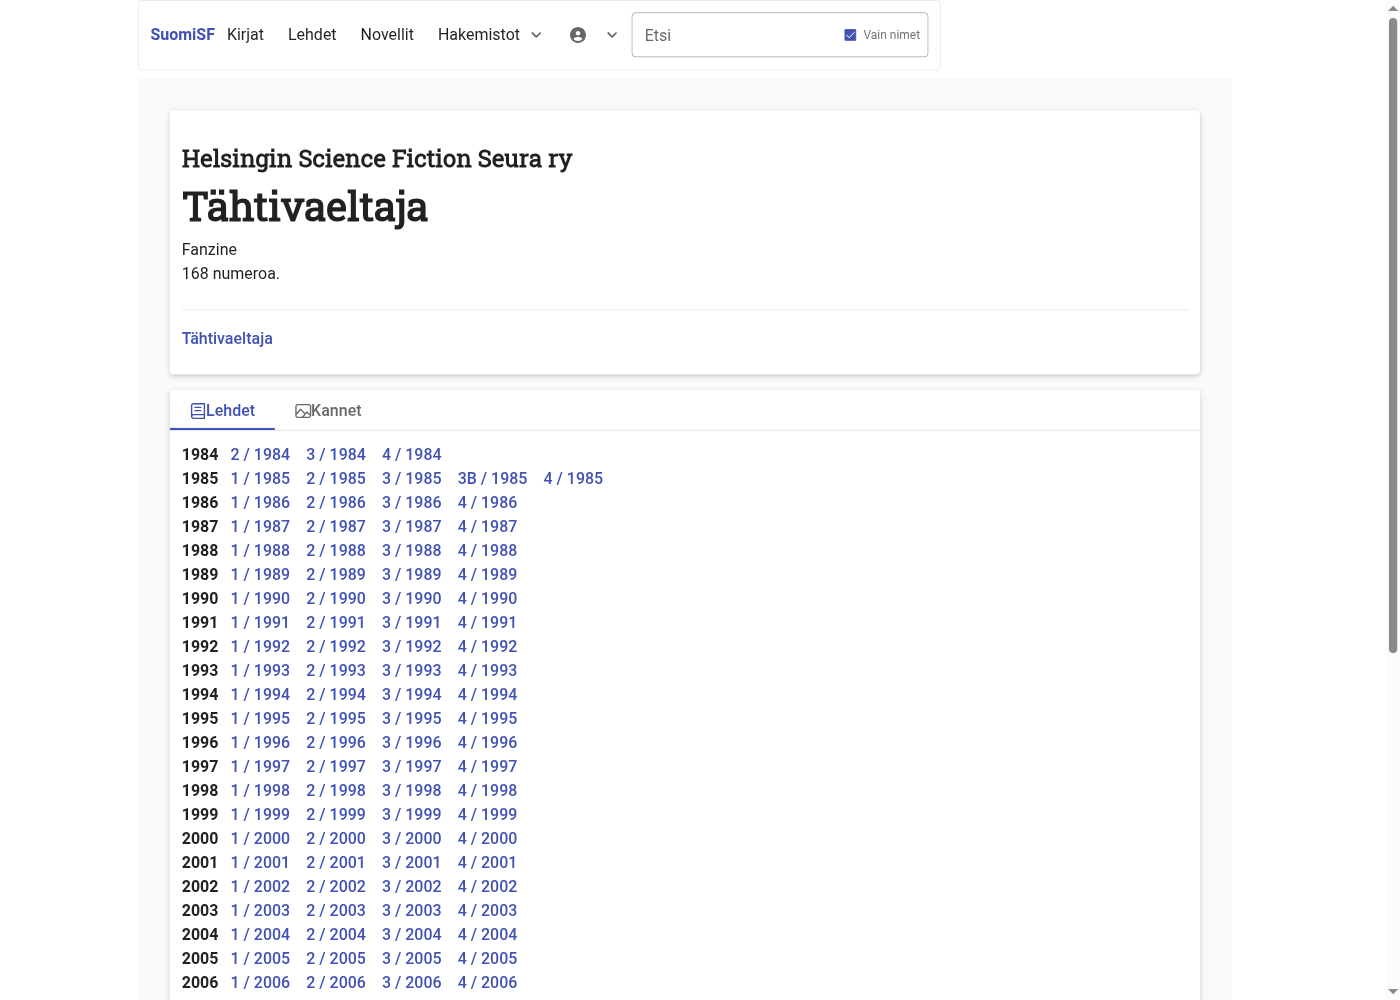 SuomiSF Kirjat Lehdet Novellit Hakemistot Etsi Vain nimet
Helsingin Science Fiction Seura ry
Tähtivaeltaja
Fanzine
168 numeroa.
Tähtivaeltaja
Lehdet Kannet
1984 2 / 1984 3 / 1984 4 / 1984
1985 1 / 1985 2 / 1985 3 / 1985 3B / 1985 4 / 1985
1986 1 / 1986 2 / 1986 3 / 1986 4 / 1986
1987 1 / 1987 2 / 1987 3 / 1987 4 / 1987
1988 1 / 1988 2 / 1988 3 / 1988 4 / 1988
1989 1 / 1989 2 / 1989 3 / 1989 4 / 1989
1990 1 / 1990 2 / 1990 3 / 1990 4 / 1990
1991 1 / 1991 2 / 1991 3 / 1991 4 / 1991
1992 1 / 1992 2 / 1992 3 / 1992 4 / 1992
1993 1 / 1993 2 / 1993 3 / 1993 4 / 1993
1994 1 / 1994 2 / 1994 3 / 1994 4 / 1994
1995 1 / 1995 2 / 1995 3 / 1995 4 / 1995
1996 1 / 1996 2 / 1996 3 / 1996 4 / 1996
1997 1 / 1997 2 / 1997 3 / 1997 4 / 1997
1998 1 / 1998 2 / 1998 3 / 1998 4 / 1998
1999 1 / 1999 2 / 1999 3 / 1999 4 / 1999
2000 1 / 2000 2 / 2000 3 / 2000 4 / 2000
2001 1 / 2001 2 / 2001 3 / 2001 4 / 2001
2002 1 / 2002 2 / 2002 3 / 2002 4 / 2002
2003 1 / 2003 2 / 2003 3 / 2003 4 / 2003
2004 1 / 2004 2 / 2004 3 / 2004 4 / 2004
2005 1 / 2005 2 / 2005 3 / 2005 4 / 2005
2006 1 / 2006 2 / 2006 3 / 2006 4 / 2006